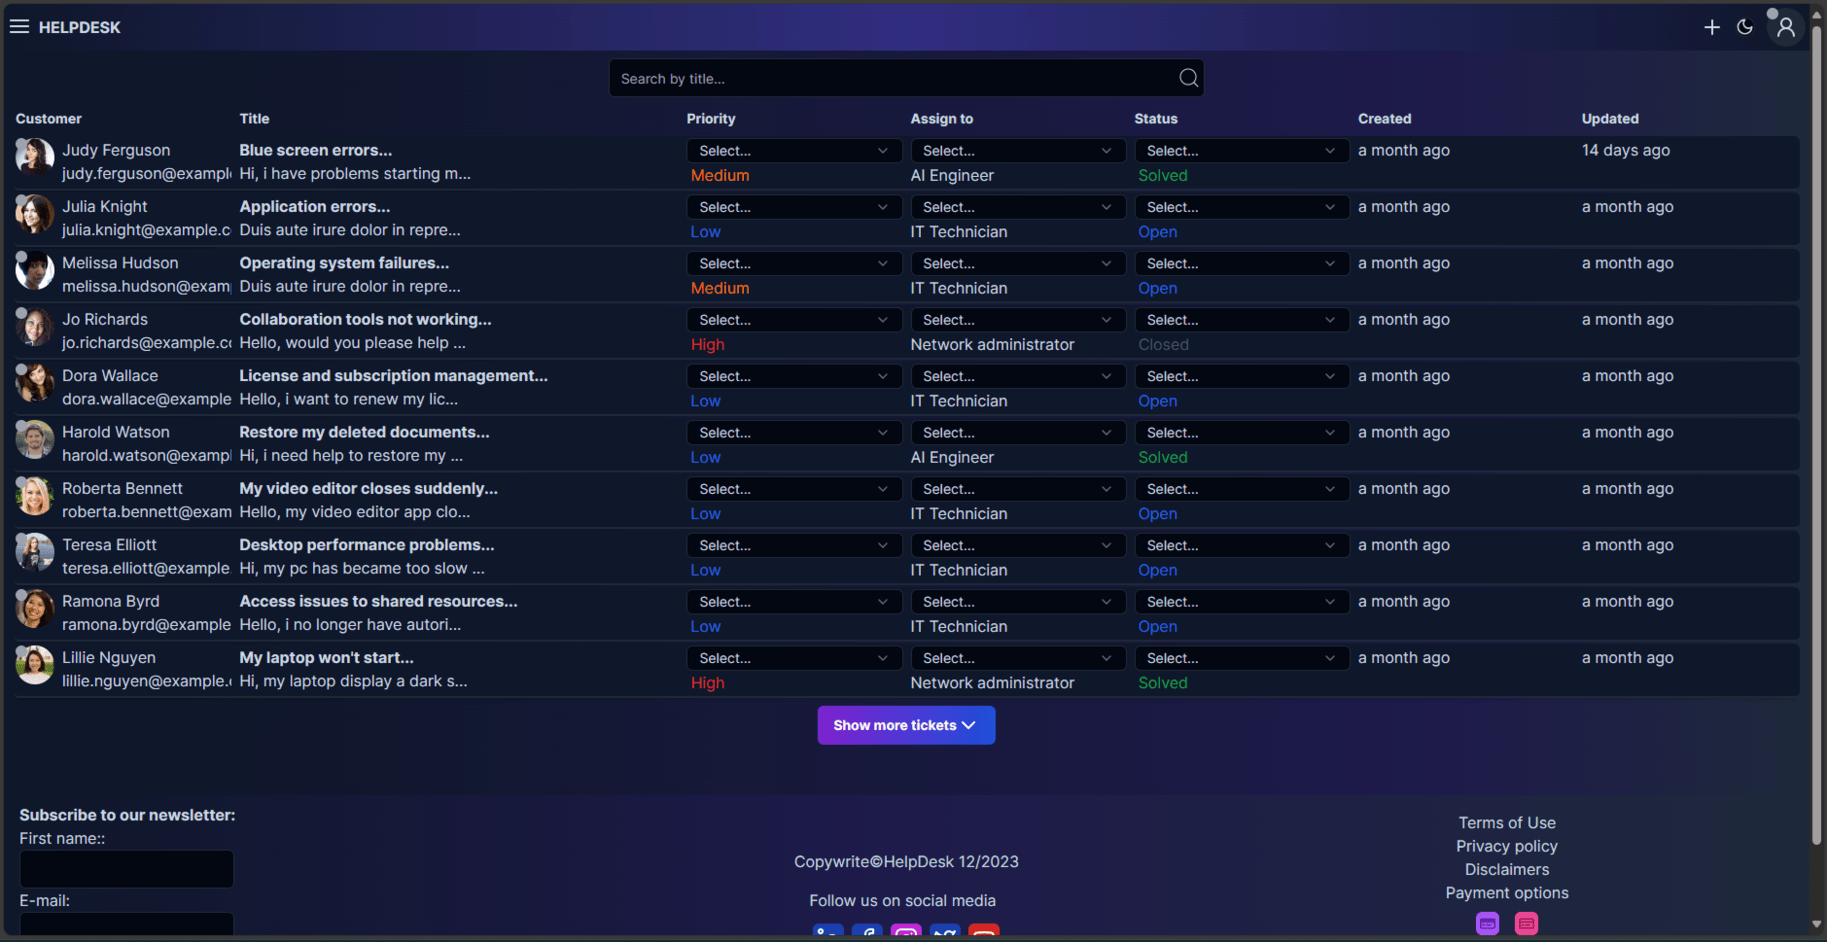 HELPDESK
Search by title...
Customer Title Priority Assign to Status Created Updated
Judy Ferguson Blue screen errors... Select... Select... Select... a month ago 14 days ago
judy.ferguson@exampl Hi, i have problems starting m... Medium AI Engineer Solved
Julia Knight Application errors... Select... Select... Select... a month ago a month ago
julia.knight@example.c Duis aute irure dolor in repre... Low IT Technician Open
Melissa Hudson Operating system failures... Select... Select... Select... a month ago a month ago
melissa.hudson@exam Duis aute irure dolor in repre... Medium IT Technician Open
Jo Richards Collaboration tools not working... Select... Select... Select... a month ago a month ago
jo.richards@example.c Hello, would you please help ... High Network administrator Closed
Dora Wallace License and subscription management... Select... Select... Select... a month ago a month ago
dora.wallace@example Hello, i want to renew my lic... Low IT Technician Open
Harold Watson Restore my deleted documents... Select... Select... Select... a month ago a month ago
harold.watson@exampl Hi, i need help to restore my ... Low AI Engineer Solved
Roberta Bennett My video editor closes suddenly... Select... Select... Select... a month ago a month ago
roberta.bennett@exam Hello, my video editor app clo... Low IT Technician Open
Teresa Elliott Desktop performance problems... Select... Select... Select... a month ago a month ago
teresa.elliott@example. Hi, my pc has became too slow ... Low IT Technician Open
Ramona Byrd Access issues to shared resources... Select... Select... Select... a month ago a month ago
ramona.byrd@example Hello, i no longer have autori... Low IT Technician Open
Lillie Nguyen My laptop won't start... Select... Select... Select... a month ago a month ago
lillie.nguyen@example. Hi, my laptop display a dark s... High Network administrator Solved
Show more tickets
Subscribe to our newsletter:
First name::
E-mail:
Copywrite©HelpDesk 12/2023
Follow us on social media
Terms of Use
Privacy policy
Disclaimers
Payment options